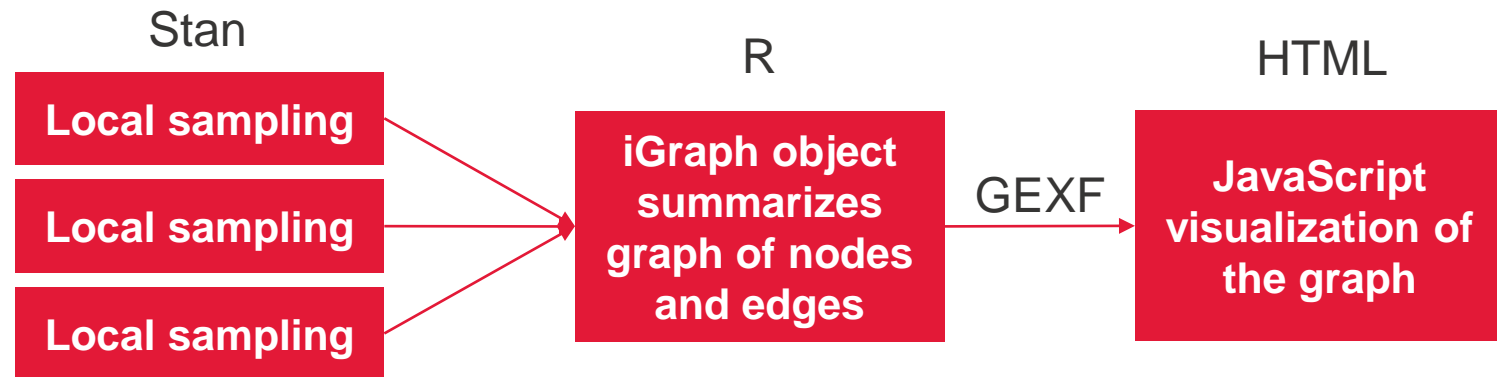 Stan
Local sampling
Local sampling
Local sampling
R
iGraph object
summarizes
graph of nodes
and edges
GEXF
HTML
JavaScript
visualization of
the graph